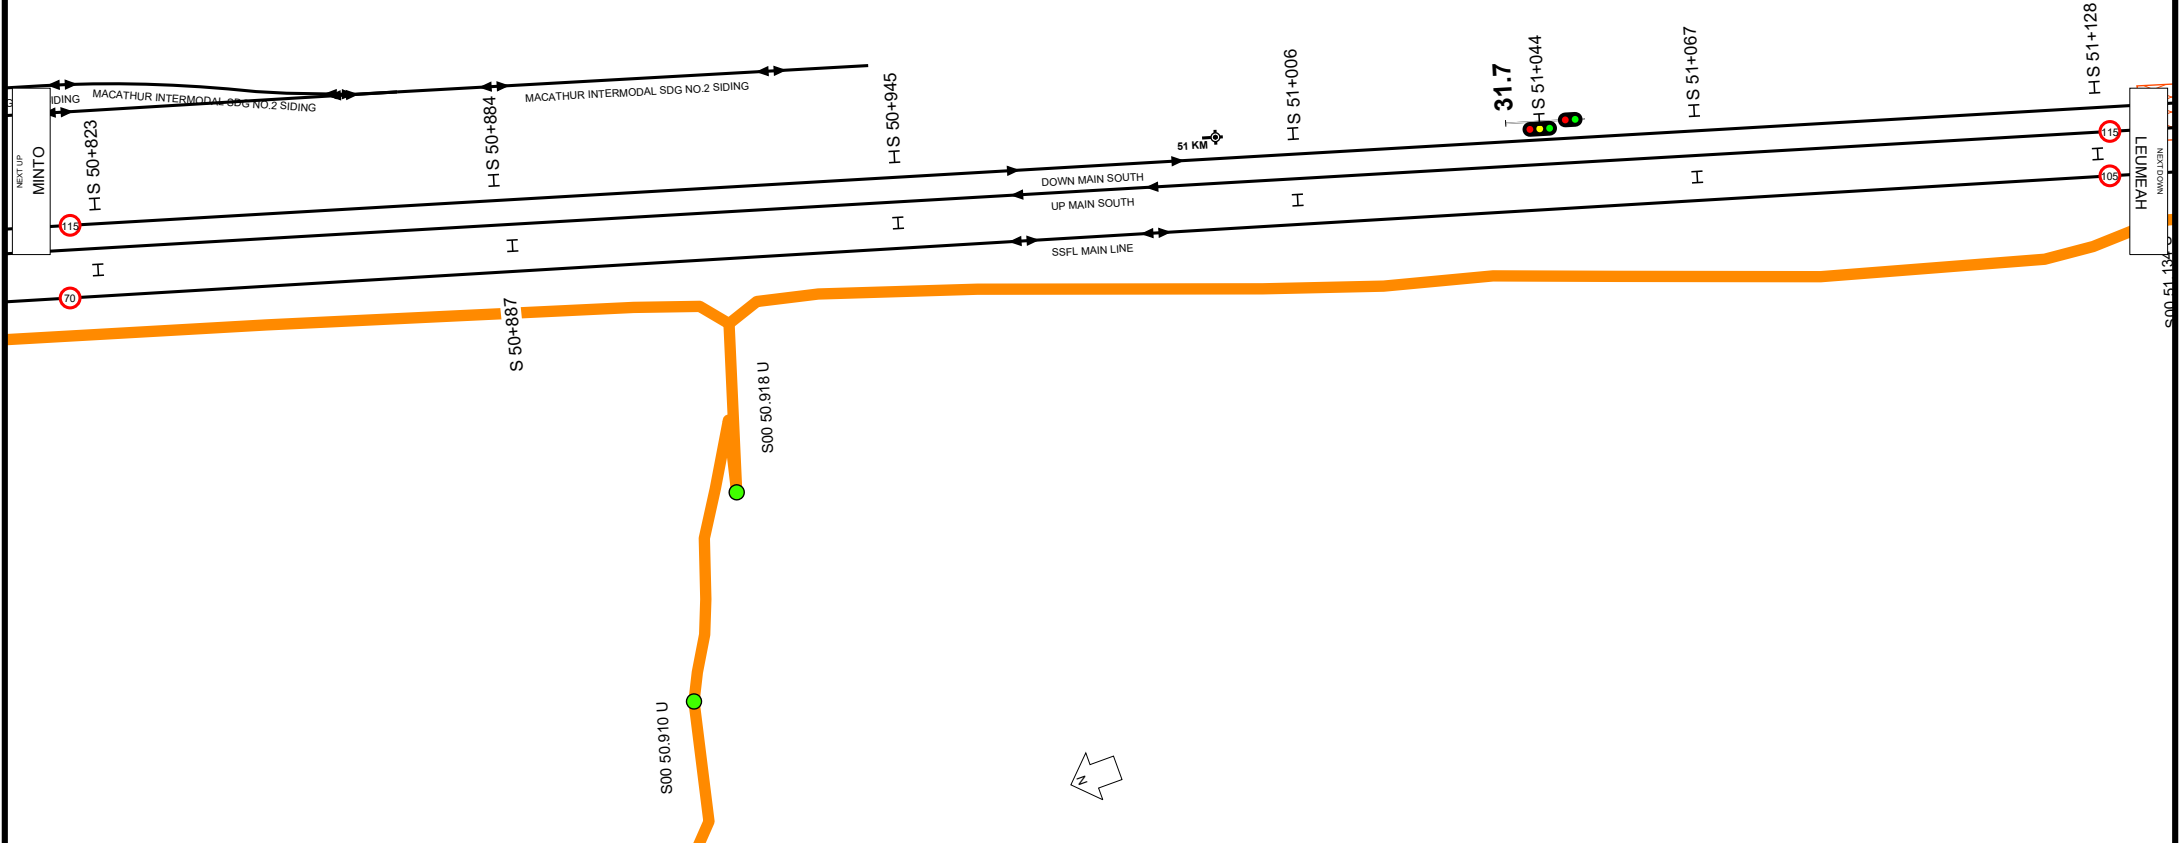 NEXT UP
MINTO
IDING
MACATHUR INTERMODAL SDG NO.2 SIDING
MACATHUR INTERMODAL SDG NO.2 SIDING
HS 50+823
HS 50+884
HS 50+945
51 KM
HS 51+006
31.7
HS 51+044
HS 51+067
HS 51+128
115
70
DOWN MAIN SOUTH
UP MAIN SOUTH
SSFL MAIN LINE
115
105
LEUMEAH
NEXT DOWN
S 50+887
S00 50.918 U
S00 50.910 U
N